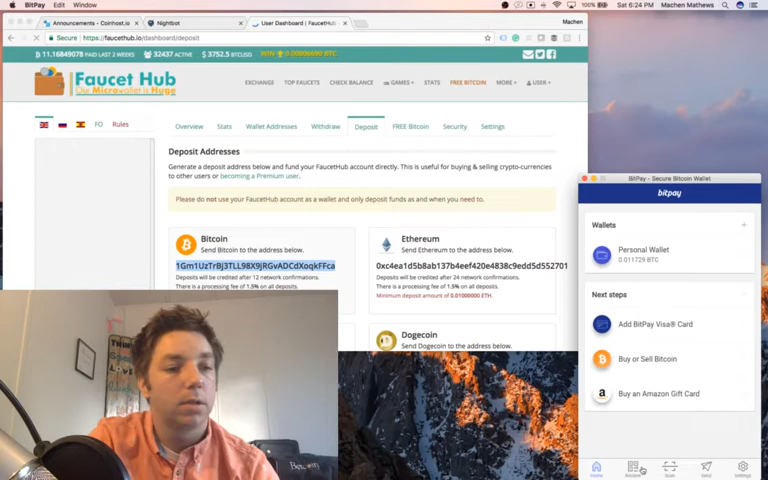 BitPay Edit Window
100% Sat 6:24 PM Machen Mathews
Announcements - Coinhost.io
Nightbot
User Dashboard | FaucetHub
Machen
Secure https://faucethub.io/dashboard/deposit
11.16849078 PAID LAST 2 WEEKS
32437 ACTIVE
$ 3752.5 BTCUSD
Faucet Hub
Our Microwallet is Huge
EXCHANGE
TOP FAUCETS
CHECK BALANCE
GAMES
STATS
FREE BITCOIN
MORE
USER
FO
Rules
Overview
Stats
Wallet Addresses
Withdraw
Deposit
FREE Bitcoin
Security
Settings
Deposit Addresses
Generate a deposit address below and fund your FaucetHub account directly. This is useful for buying & selling crypto-currencies
to others users or becoming a Premium user.
Please do not use your FaucetHub account as a wallet and only deposit funds as and when you need to.
Bitcoin
Send Bitcoin to the address below.
1Gm1UzTrBj3TLL98X9jRGvADCdXoqkFFca
Deposits will be credited after 12 network confirmations.
There is a processing fee of 1.5% on all deposits.
Ethereum
Send Ethereum to the address below.
0xc4ea1d5b8ab137b4eef420e4838c9edd5d552701
Deposits will be credited after 24 network confirmations.
There is a processing fee of 1.5% on all deposits.
Minimum deposit amount of 0.01000000 ETH.
Dogecoin
Send Dogecoin to the address below.
BitPay - Secure Bitcoin Wallet
bitpay
Wallets
Personal Wallet
0.011729 BTC
Next steps
Add BitPay Visa® Card
Buy or Sell Bitcoin
Buy an Amazon Gift Card
Home
Receive
Scan
Send
Settings